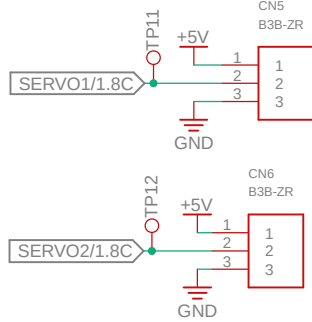 CN5
B3B-ZR
TP11
+5V
1 1
SERVO1/1.8C 2 2
3 3
GND
CN6
B3B-ZR
TP12
+5V
1 1
SERVO2/1.8C 2 2
3 3
GND